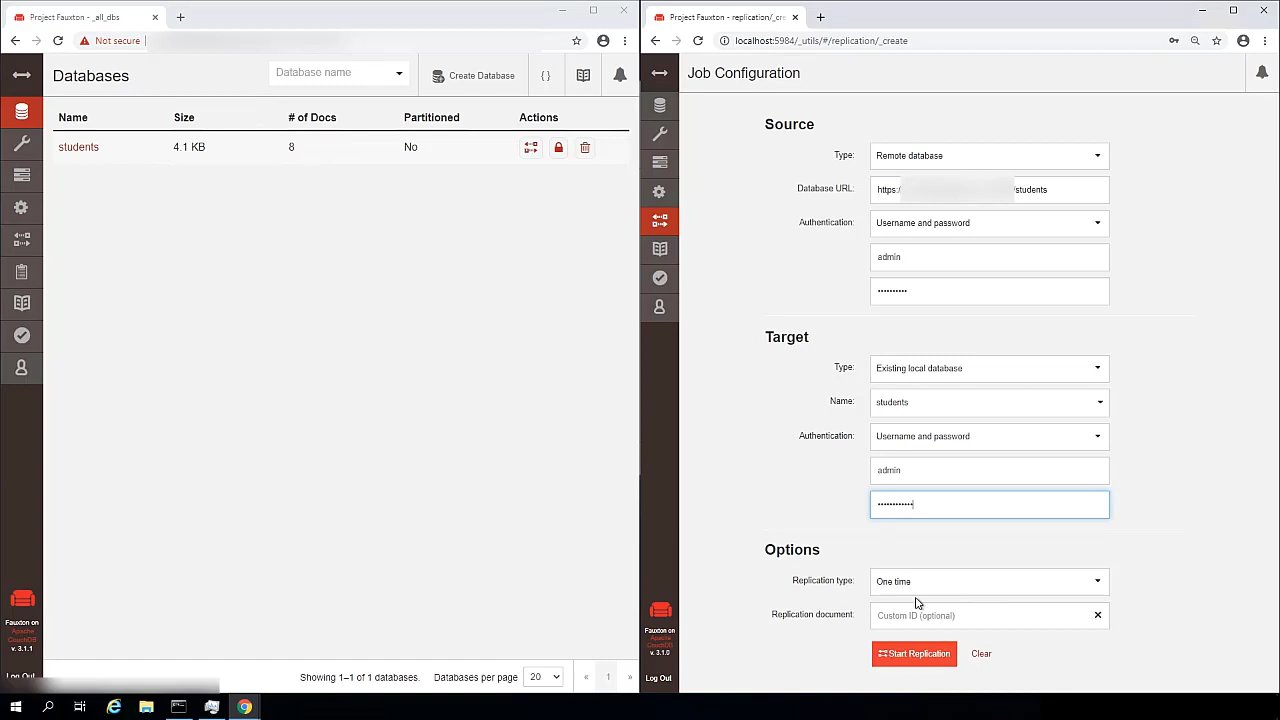 Project Fauxton - _all_dbs
Not secure
Databases
Database name
Create Database
{ }
Name Size # of Docs Partitioned Actions
students 4.1 KB 8 No
Fauxton on
Apache
CouchDB
v. 3.1.1
Log Out
Showing 1–1 of 1 databases.
Databases per page
20
« 1 »
Project Fauxton - replication/_cre
localhost:5984/_utils/#/replication/_create
Job Configuration
Source
Type: Remote database
Database URL: https:/ /students
Authentication: Username and password
admin
••••••••••
Target
Type: Existing local database
Name: students
Authentication: Username and password
admin
••••••••••••
Options
Replication type: One time
Replication document: Custom ID (optional)
Start Replication Clear
Fauxton on
Apache
CouchDB
v. 3.1.0
Log Out